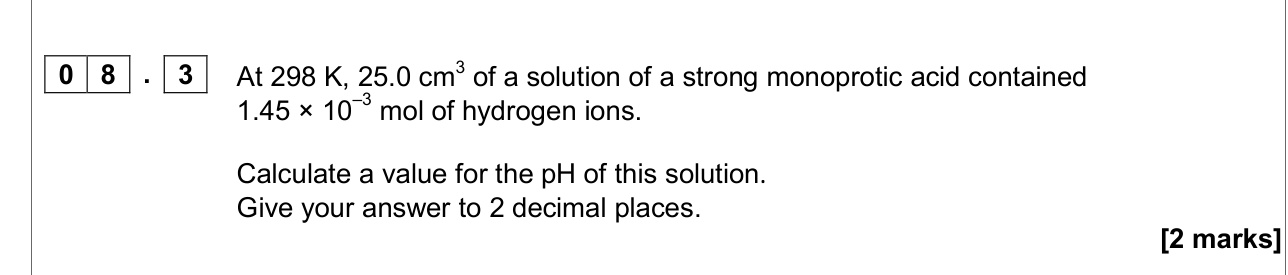 0 8 . 3 At 298 K, 25.0 cm³ of a solution of a strong monoprotic acid contained
1.45 × 10⁻³ mol of hydrogen ions.
Calculate a value for the pH of this solution.
Give your answer to 2 decimal places.
[2 marks]